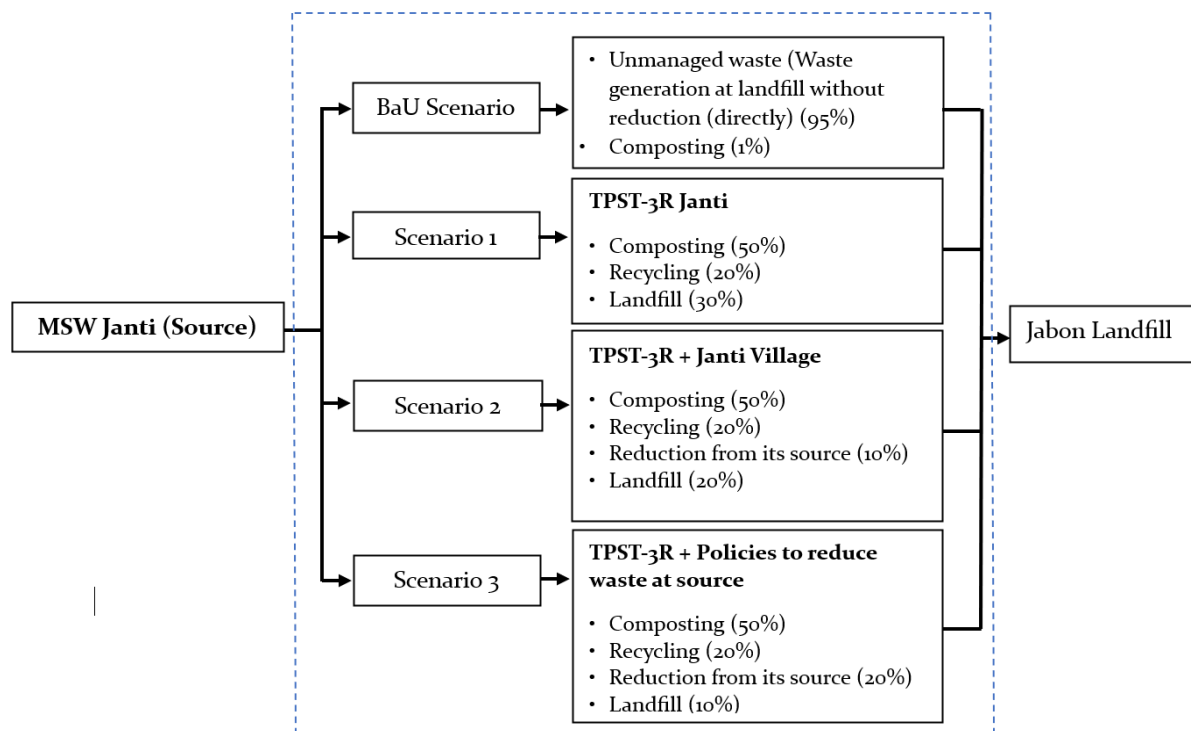 MSW Janti (Source)
BaU Scenario
• Unmanaged waste (Waste
generation at landfill without
reduction (directly) (95%)
• Composting (1%)
Scenario 1
TPST-3R Janti
• Composting (50%)
• Recycling (20%)
• Landfill (30%)
Scenario 2
TPST-3R + Janti Village
• Composting (50%)
• Recycling (20%)
• Reduction from its source (10%)
• Landfill (20%)
Scenario 3
TPST-3R + Policies to reduce
waste at source
• Composting (50%)
• Recycling (20%)
• Reduction from its source (20%)
• Landfill (10%)
Jabon Landfill